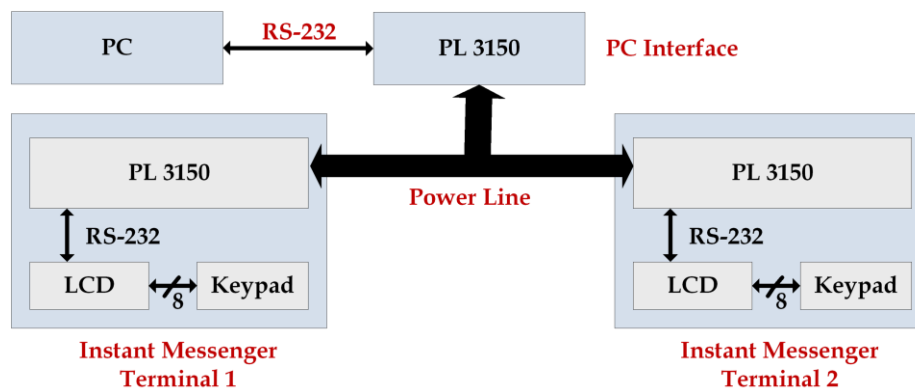 PC
RS-232
PL 3150
PC Interface
PL 3150
RS-232
LCD
8
Keypad
Instant Messenger
Terminal 1
Power Line
PL 3150
RS-232
LCD
8
Keypad
Instant Messenger
Terminal 2